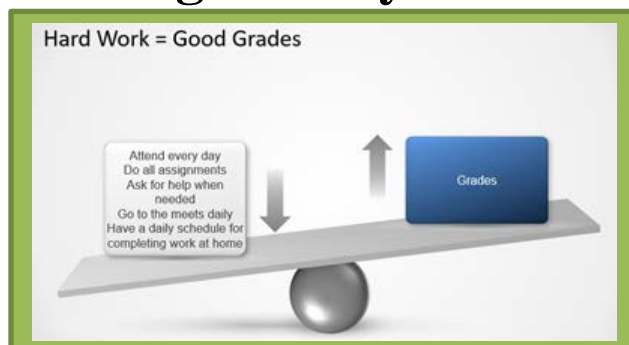 Hard Work = Good Grades
Attend every day
Do all assignments
Ask for help when
needed
Go to the meets daily
Have a daily schedule for
completing work at home
Grades